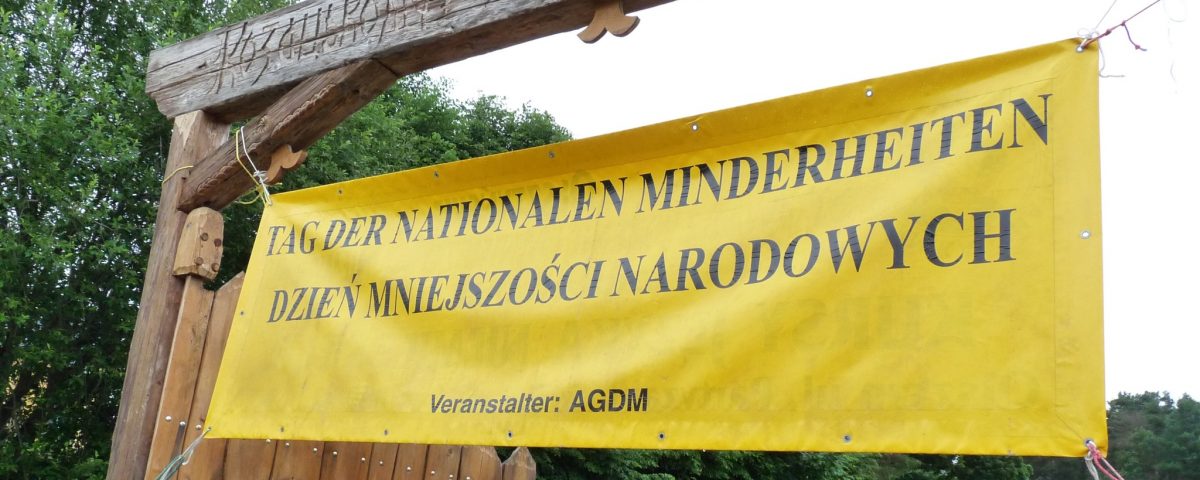 TAG DER NATIONALEN MINDERHEITEN
DZIEŃ MNIEJSZOŚCI NARODOWYCH
Veranstalter: AGDM